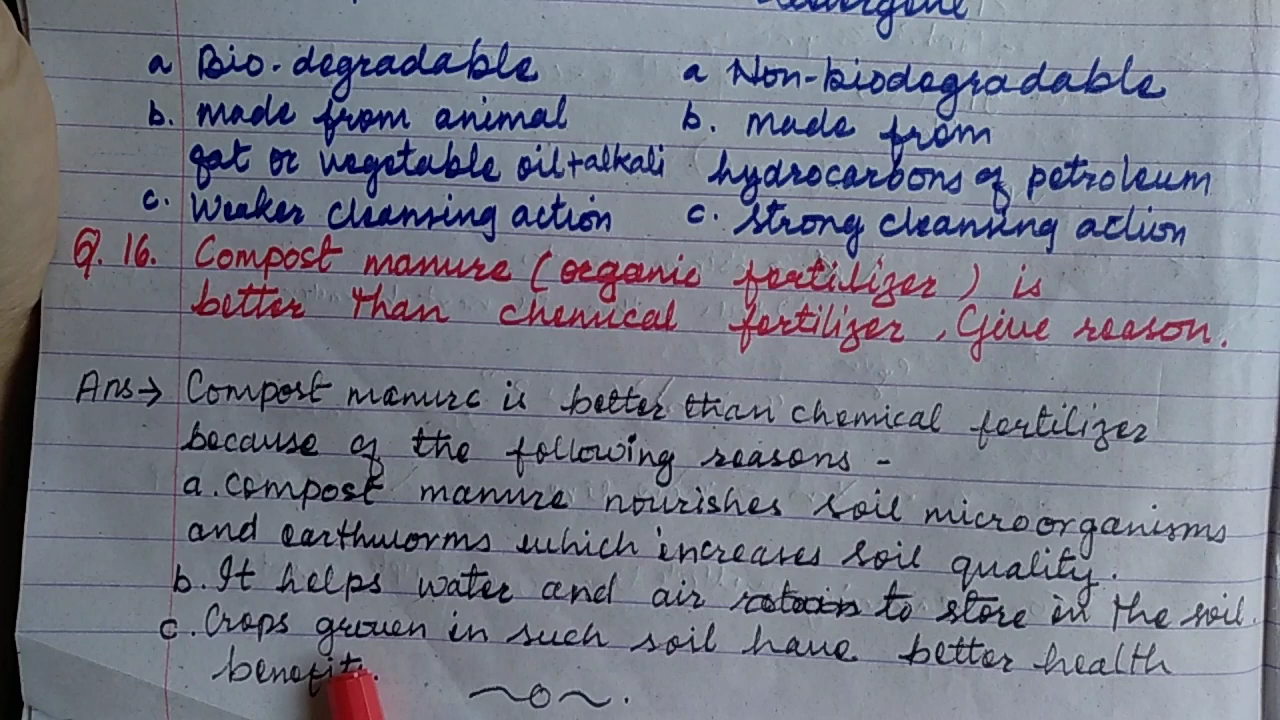 Detergent
a Bio-degradable
b. made from animal
fat or vegetable oil+alkali
c. Weaker cleansing action
a Non-biodegradable
b. made from
hydrocarbons of petroleum
c. strong cleansing action
Q. 16. Compost manure (organic fertilizer) is
better than chemical fertilizer, Give reason.
Ans→ Compost manure is better than chemical fertilizer
because of the following reasons -
a. compost manure nourishes soil microorganisms
and earthworms which increases soil quality.
b. It helps water and air to store in the soil.
c. Crops grown in such soil have better health
benefits.